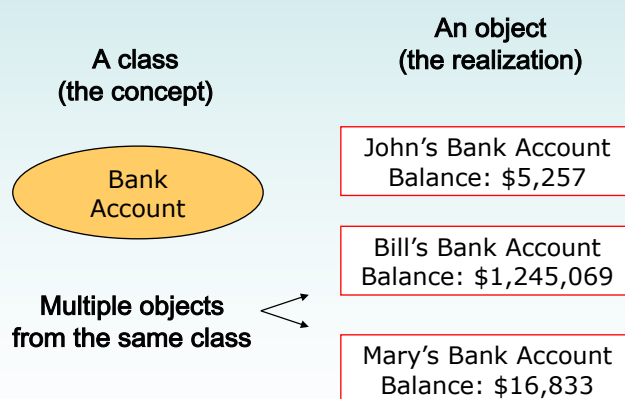 A class
(the concept)
An object
(the realization)
Bank
Account
John’s Bank Account
Balance: $5,257
Bill’s Bank Account
Balance: $1,245,069
Multiple objects
from the same class
Mary’s Bank Account
Balance: $16,833